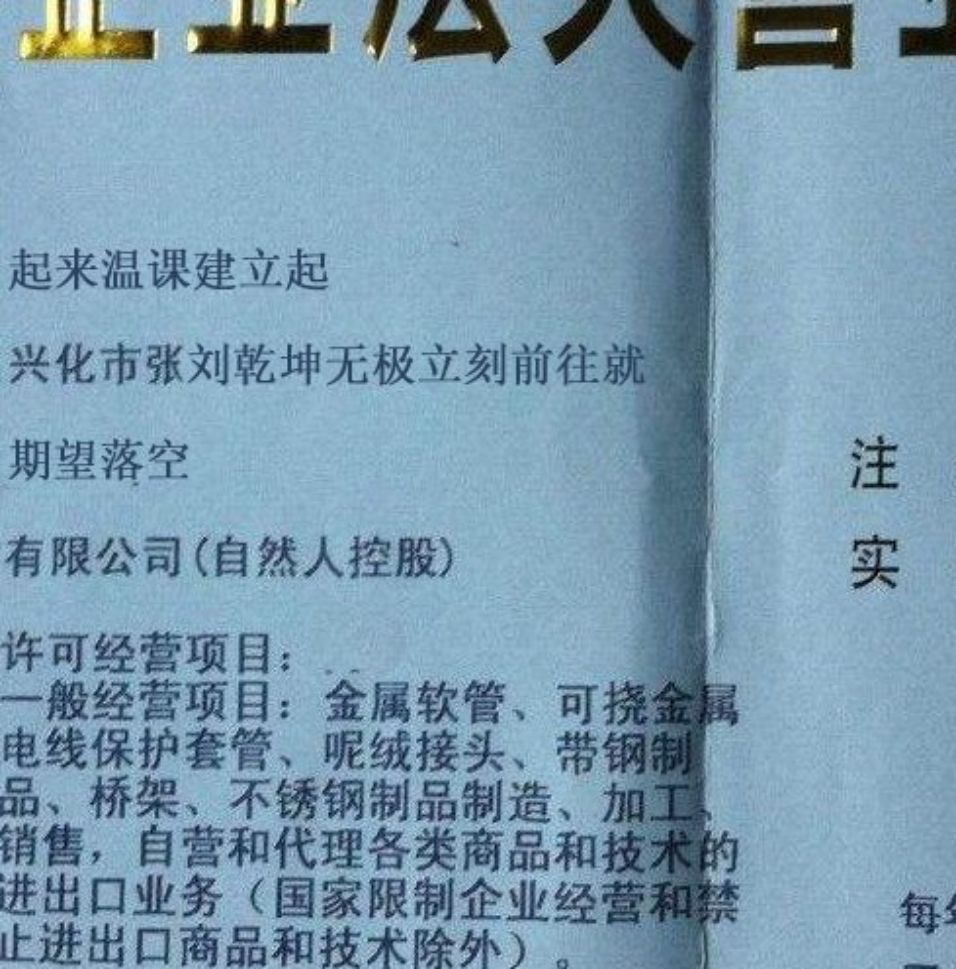 企业法人营
起来温课建立起
兴化市张刘乾坤无极立刻前往就
期望落空
注
有限公司(自然人控股)
实
许可经营项目:
一般经营项目:金属软管、可挠金属
电线保护套管、呢绒接头、带钢制
品、桥架、不锈钢制品制造、加工、
销售,自营和代理各类商品和技术的
进出口业务(国家限制企业经营和禁
每
止进出口商品和技术除外)。